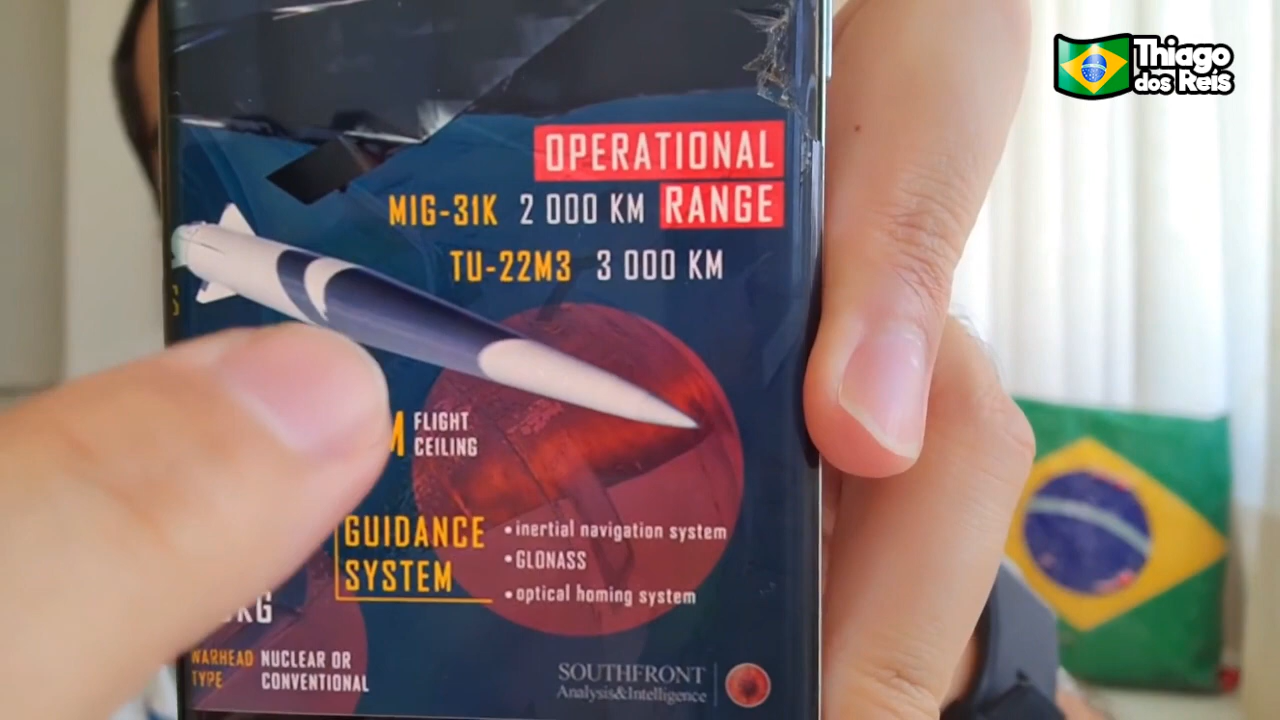 Thiago
dos Reis
OPERATIONAL
MIG-31K 2 000 KM RANGE
TU-22M3 3 000 KM
S
M FLIGHT
CEILING
GUIDANCE
SYSTEM
• inertial navigation system
• GLONASS
• optical homing system
KG
WARHEAD NUCLEAR OR
TYPE CONVENTIONAL
SOUTHFRONT
Analysis&Intelligence